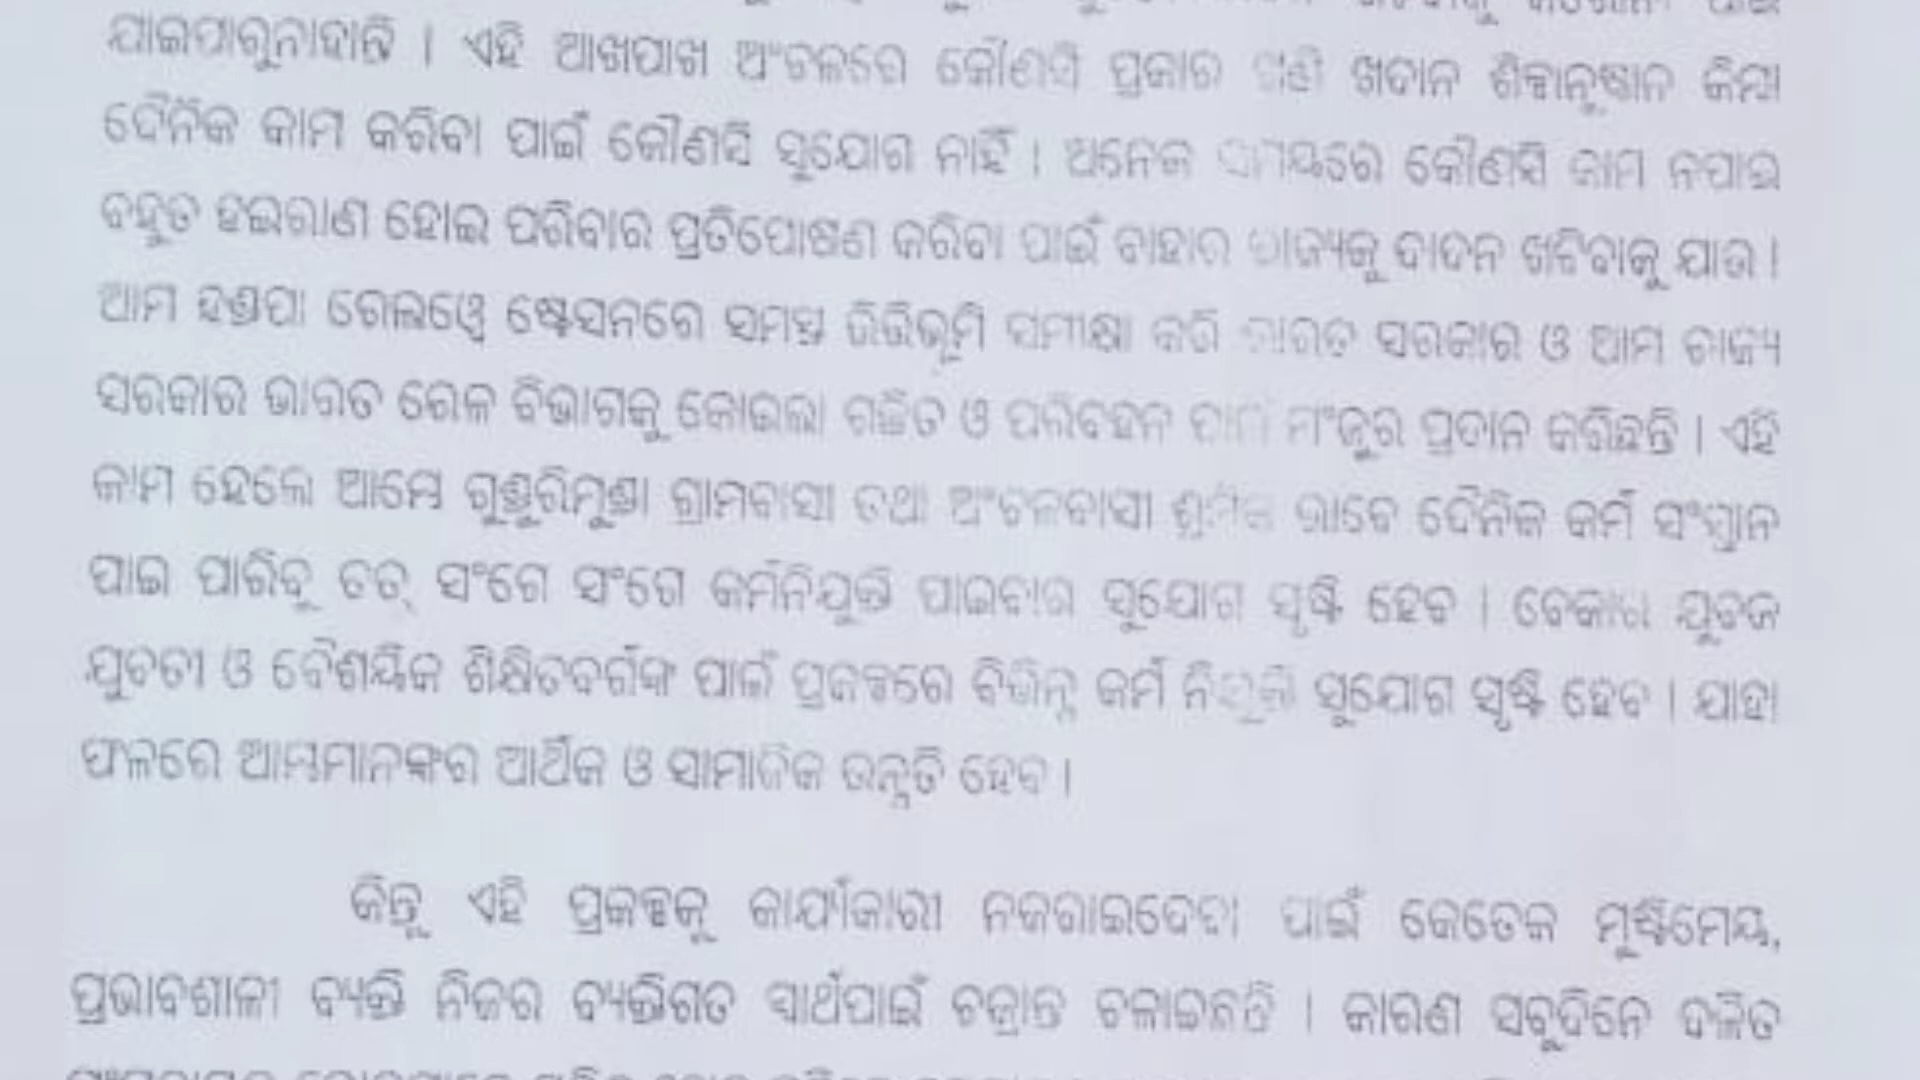 ଯାଇପାରୁନାହାନ୍ତି । ଏହି ଆଖପାଖ ଅଂଚଳରେ କୌଣସି ପ୍ରକାର ଖଣି ଖଦାନ ଶିଳ୍ପାନୁଷ୍ଠାନ କିମ୍ବା
ଦୈନିକ କାମ କରିବା ପାଇଁ କୌଣସି ସୁଯୋଗ ନାହିଁ । ଅନେକ ସମୟରେ କୌଣସି କାମ ନପାଇ
ବହୁତ ହଇରାଣ ହୋଇ ପରିବାର ପ୍ରତିପୋଷଣ କରିବା ପାଇଁ ବାହାର ରାଜ୍ୟକୁ ଦାଦନ ଖଟିବାକୁ ଯାଉ ।
ଆମ ହଣ୍ଡପା ରେଲୱେ ଷ୍ଟେସନରେ ସମସ୍ତ ଭିତିଭୂମି ସମୀକ୍ଷା କରି ଭାରତ ସରକାର ଓ ଆମ ରାଜ୍ୟ
ସରକାର ଭାରତ ରେଳ ବିଭାଗକୁ କୋଇଲା ଗଚ୍ଛିତ ଓ ପରିବହନ ପାଇଁ ମଂଜୁର ପ୍ରଦାନ କରିଛନ୍ତି । ଏହି
କାମ ହେଲେ ଆମ୍ଭେ ଗୁଣ୍ଡୁରିମୁଣ୍ଡା ଗ୍ରାମବାସୀ ତଥା ଅଂଚଳବାସୀ ଶ୍ରମିକ ଭାବେ ଦୈନିକ କର୍ମ ସଂସ୍ଥାନ
ପାଇ ପାରିବୁ ତତ୍ ସଂଗେ ସଂଗେ କର୍ମନିଯୁକ୍ତି ପାଇବାର ସୁଯୋଗ ସୃଷ୍ଟି ହେବ । ବେକାର ଯୁବକ
ଯୁବତୀ ଓ ବୈଶୟିକ ଶିକ୍ଷିତବର୍ଗଙ୍କ ପାଇଁ ପ୍ରକଳ୍ପରେ ବିଭିନ୍ନ କର୍ମ ନିଯୁକ୍ତି ସୁଯୋଗ ସୃଷ୍ଟି ହେବ । ଯାହା
ଫଳରେ ଆମ୍ଭମାନଙ୍କର ଆର୍ଥିକ ଓ ସାମାଜିକ ଉନ୍ନତି ହେବ ।
କିନ୍ତୁ ଏହି ପ୍ରକଳ୍ପକୁ କାର୍ଯ୍ୟକାରୀ ନକରାଇଦେବା ପାଇଁ କେତେକ ମୁଷ୍ଟିମେୟ,
ପ୍ରଭାବଶାଳୀ ବ୍ୟକ୍ତି ନିଜର ବ୍ୟକ୍ତିଗତ ସ୍ୱାର୍ଥପାଇଁ ଚକ୍ରାନ୍ତ ଚଳାଇଛନ୍ତି । କାରଣ ସବୁଦିନେ ଦଳିତ